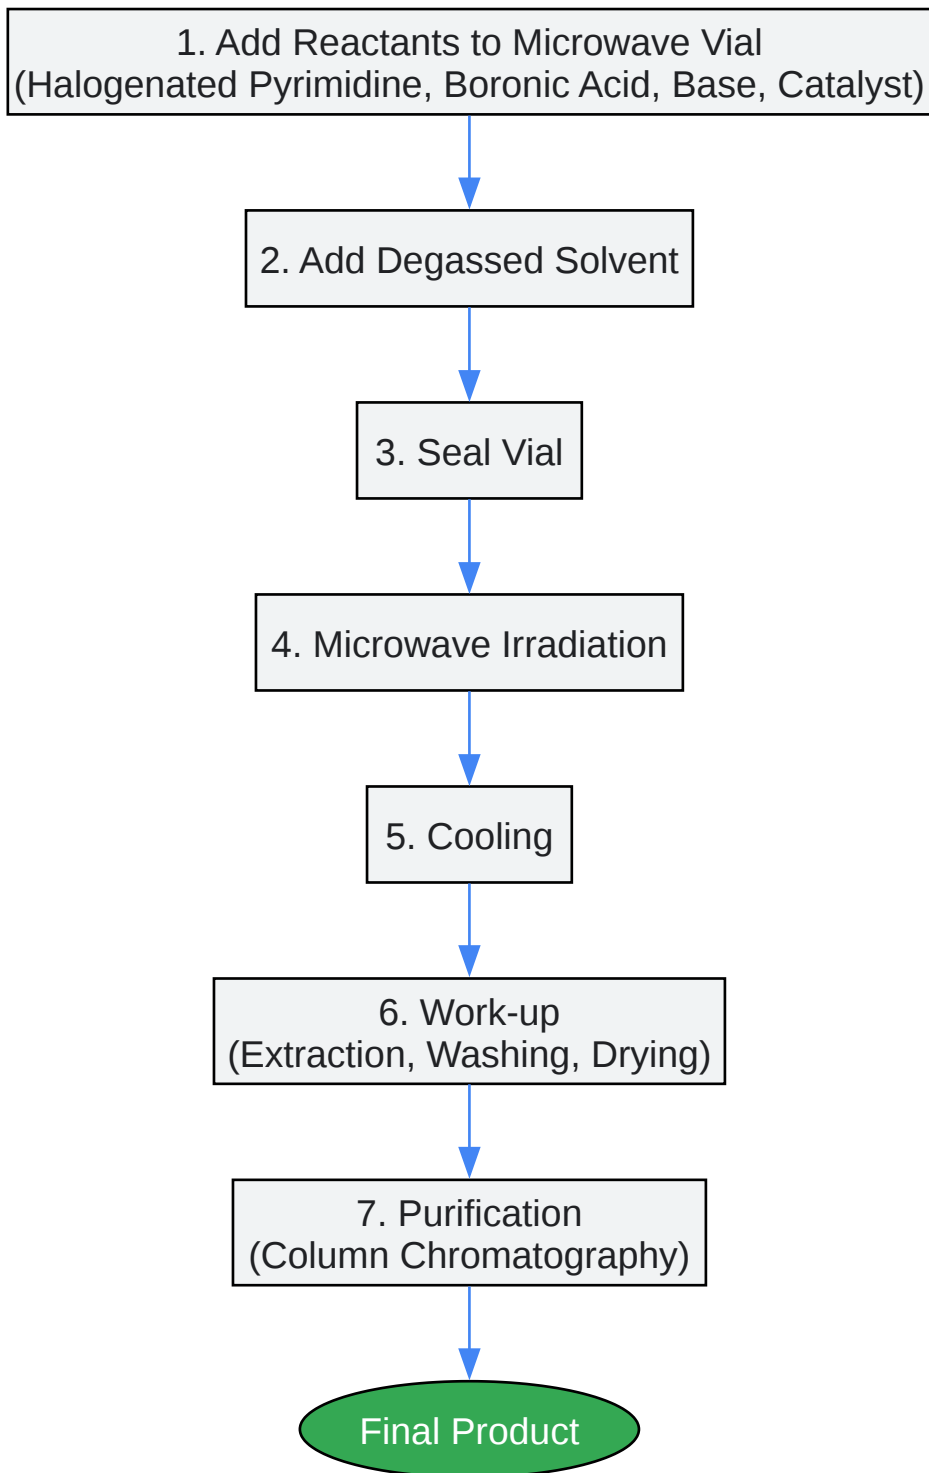 1. Add Reactants to Microwave Vial
(Halogenated Pyrimidine, Boronic Acid, Base, Catalyst)
2. Add Degassed Solvent
3. Seal Vial
4. Microwave Irradiation
5. Cooling
6. Work-up
(Extraction, Washing, Drying)
7. Purification
(Column Chromatography)
Final Product